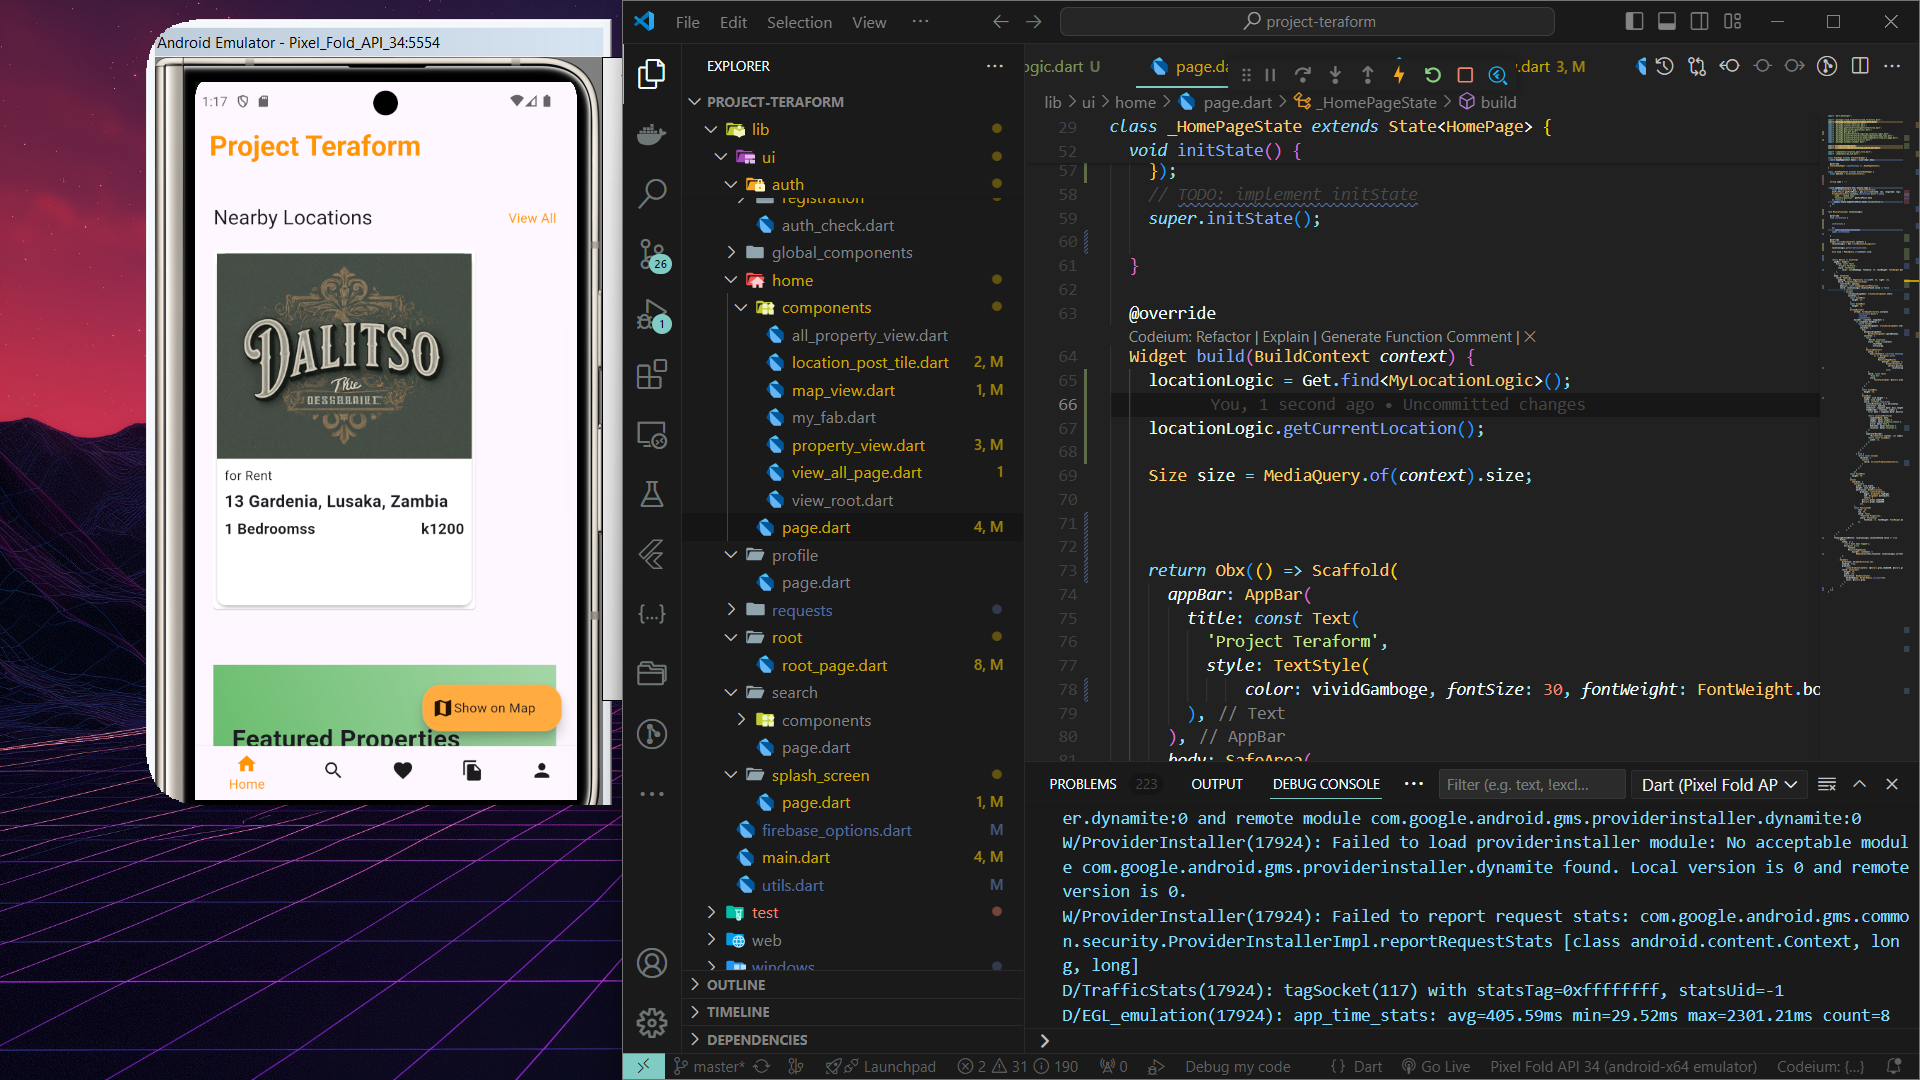 Android Emulator - Pixel_Fold_API_34:5554
1:17
Project Teraform
Nearby Locations
View All
DALITSO
The
for Rent
13 Gardenia, Lusaka, Zambia
1 Bedroomss
k1200
Show on Map
Featured Properties
Home
File Edit Selection View ···
project-teraform
EXPLORER
PROJECT-TERAFORM
lib
ui
auth
registration
auth_check.dart
global_components
home
components
all_property_view.dart
location_post_tile.dart 2, M
map_view.dart 1, M
my_fab.dart
property_view.dart 3, M
view_all_page.dart 1
view_root.dart
page.dart 4, M
profile
page.dart
requests
root
root_page.dart 8, M
search
components
page.dart
splash_screen
page.dart 1, M
firebase_options.dart M
main.dart 4, M
utils.dart M
test
web
windows
OUTLINE
TIMELINE
DEPENDENCIES
26
1
ogic.dart U
page.da
.dart 3, M
lib > ui > home > page.dart > _HomePageState > build
29 class _HomePageState extends State<HomePage> {
52 void initState() {
57 });
58 // TODO: implement initState
59 super.initState();
60
61 }
62
63 @override
Codeium: Refactor | Explain | Generate Function Comment | ×
64 Widget build(BuildContext context) {
65 locationLogic = Get.find<MyLocationLogic>();
66 You, 1 second ago • Uncommitted changes
67 locationLogic.getCurrentLocation();
68
69 Size size = MediaQuery.of(context).size;
70
71
72
73 return Obx(() => Scaffold(
74 appBar: AppBar(
75 title: const Text(
76 'Project Teraform',
77 style: TextStyle(
78 color: vividGamboge, fontSize: 30, fontWeight: FontWeight.bo
79 ), // Text
80 ), // AppBar
81 body: SafeArea(
PROBLEMS 223 OUTPUT DEBUG CONSOLE ··· Filter (e.g. text, !excl... Dart (Pixel Fold AP
er.dynamite:0 and remote module com.google.android.gms.providerinstaller.dynamite:0
W/ProviderInstaller(17924): Failed to load providerinstaller module: No acceptable modul
e com.google.android.gms.providerinstaller.dynamite found. Local version is 0 and remote
version is 0.
W/ProviderInstaller(17924): Failed to report request stats: com.google.android.gms.commo
n.security.ProviderInstallerImpl.reportRequestStats [class android.content.Context, lon
g, long]
D/TrafficStats(17924): tagSocket(117) with statsTag=0xffffffff, statsUid=-1
D/EGL_emulation(17924): app_time_stats: avg=405.59ms min=29.52ms max=2301.21ms count=8
master* Launchpad 2 31 190 0 Debug my code {} Dart Go Live Pixel Fold API 34 (android-x64 emulator) Codeium: {...}